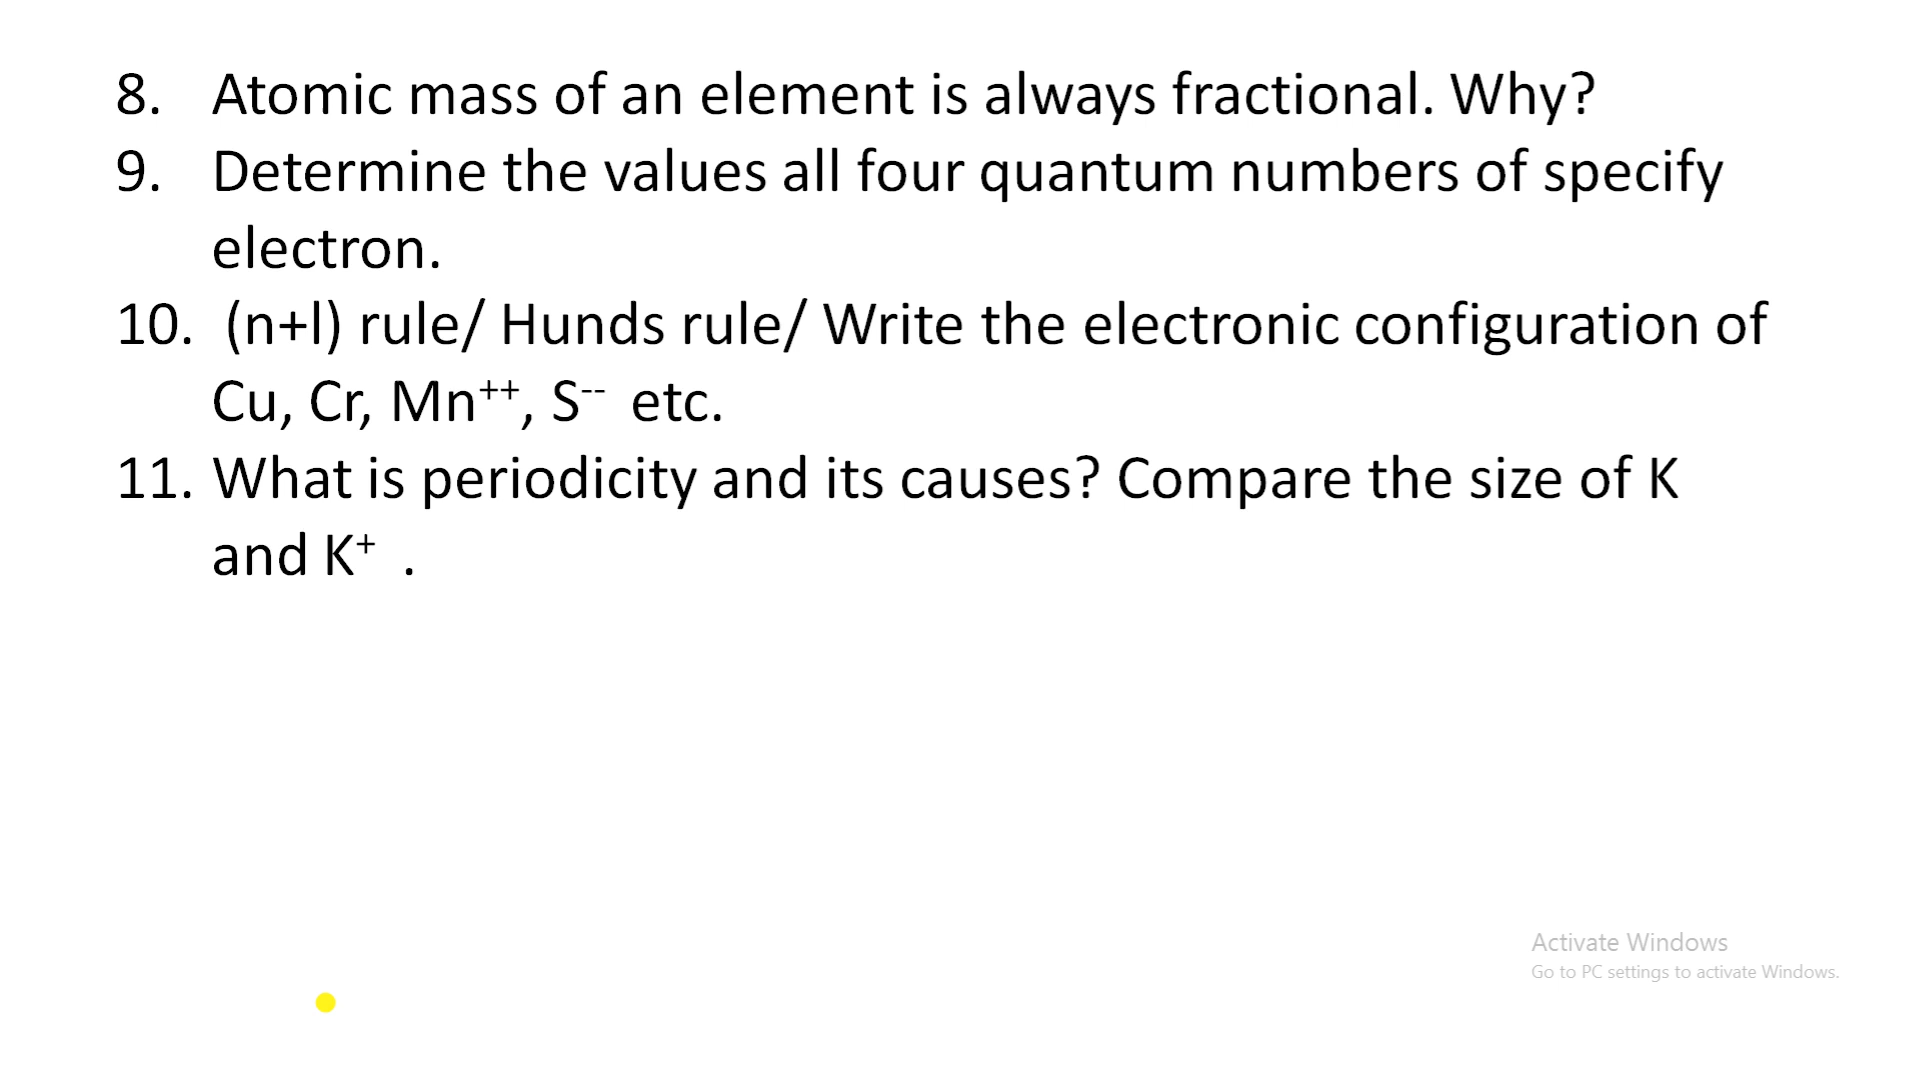 8. Atomic mass of an element is always fractional. Why?
9. Determine the values all four quantum numbers of specify
electron.
10. (n+l) rule/ Hunds rule/ Write the electronic configuration of
Cu, Cr, Mn⁺⁺, S⁻⁻ etc.
11. What is periodicity and its causes? Compare the size of K
and K⁺ .
Activate Windows
Go to PC settings to activate Windows.